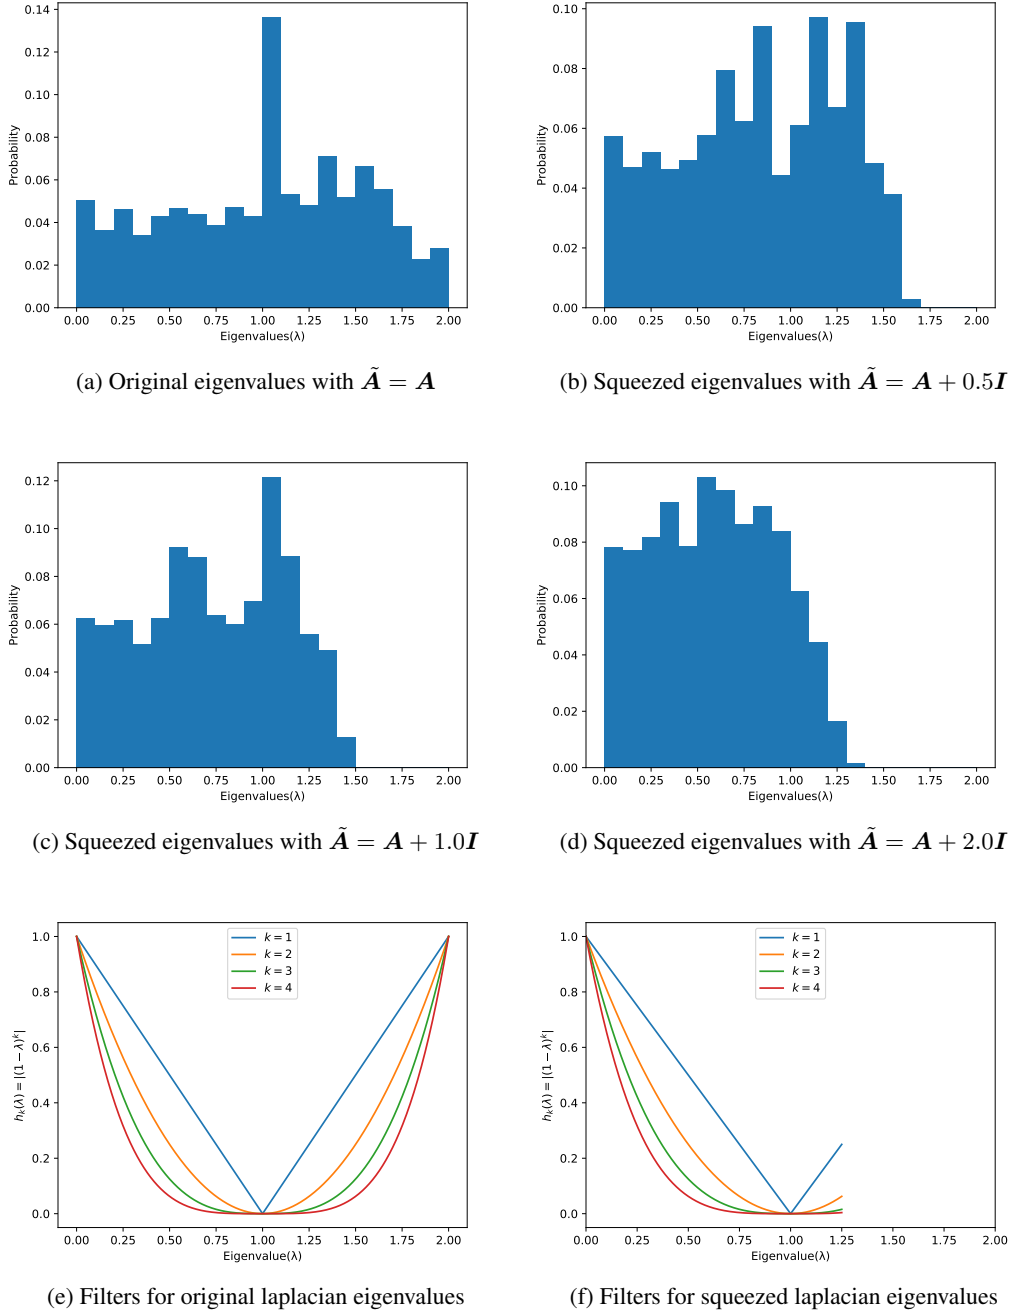 0.14
0.12
0.10
0.08
0.06
0.04
0.02
0.00
Probability
0.00 0.25 0.50 0.75 1.00 1.25 1.50 1.75 2.00
Eigenvalues(λ)
(a) Original eigenvalues with Ã = A
0.10
0.08
0.06
0.04
0.02
0.00
Probability
0.00 0.25 0.50 0.75 1.00 1.25 1.50 1.75 2.00
Eigenvalues(λ)
(b) Squeezed eigenvalues with Ã = A + 0.5I
0.12
0.10
0.08
0.06
0.04
0.02
0.00
Probability
0.00 0.25 0.50 0.75 1.00 1.25 1.50 1.75 2.00
Eigenvalues(λ)
(c) Squeezed eigenvalues with Ã = A + 1.0I
0.10
0.08
0.06
0.04
0.02
0.00
Probability
0.00 0.25 0.50 0.75 1.00 1.25 1.50 1.75 2.00
Eigenvalues(λ)
(d) Squeezed eigenvalues with Ã = A + 2.0I
1.0
0.8
0.6
0.4
0.2
0.0
h_k(λ) = |(1 − λ)^k|
k = 1
k = 2
k = 3
k = 4
0.00 0.25 0.50 0.75 1.00 1.25 1.50 1.75 2.00
Eigenvalue(λ)
(e) Filters for original laplacian eigenvalues
1.0
0.8
0.6
0.4
0.2
0.0
h_k(λ) = |(1 − λ)^k|
k = 1
k = 2
k = 3
k = 4
0.00 0.25 0.50 0.75 1.00 1.25 1.50 1.75 2.00
Eigenvalue(λ)
(f) Filters for squeezed laplacian eigenvalues